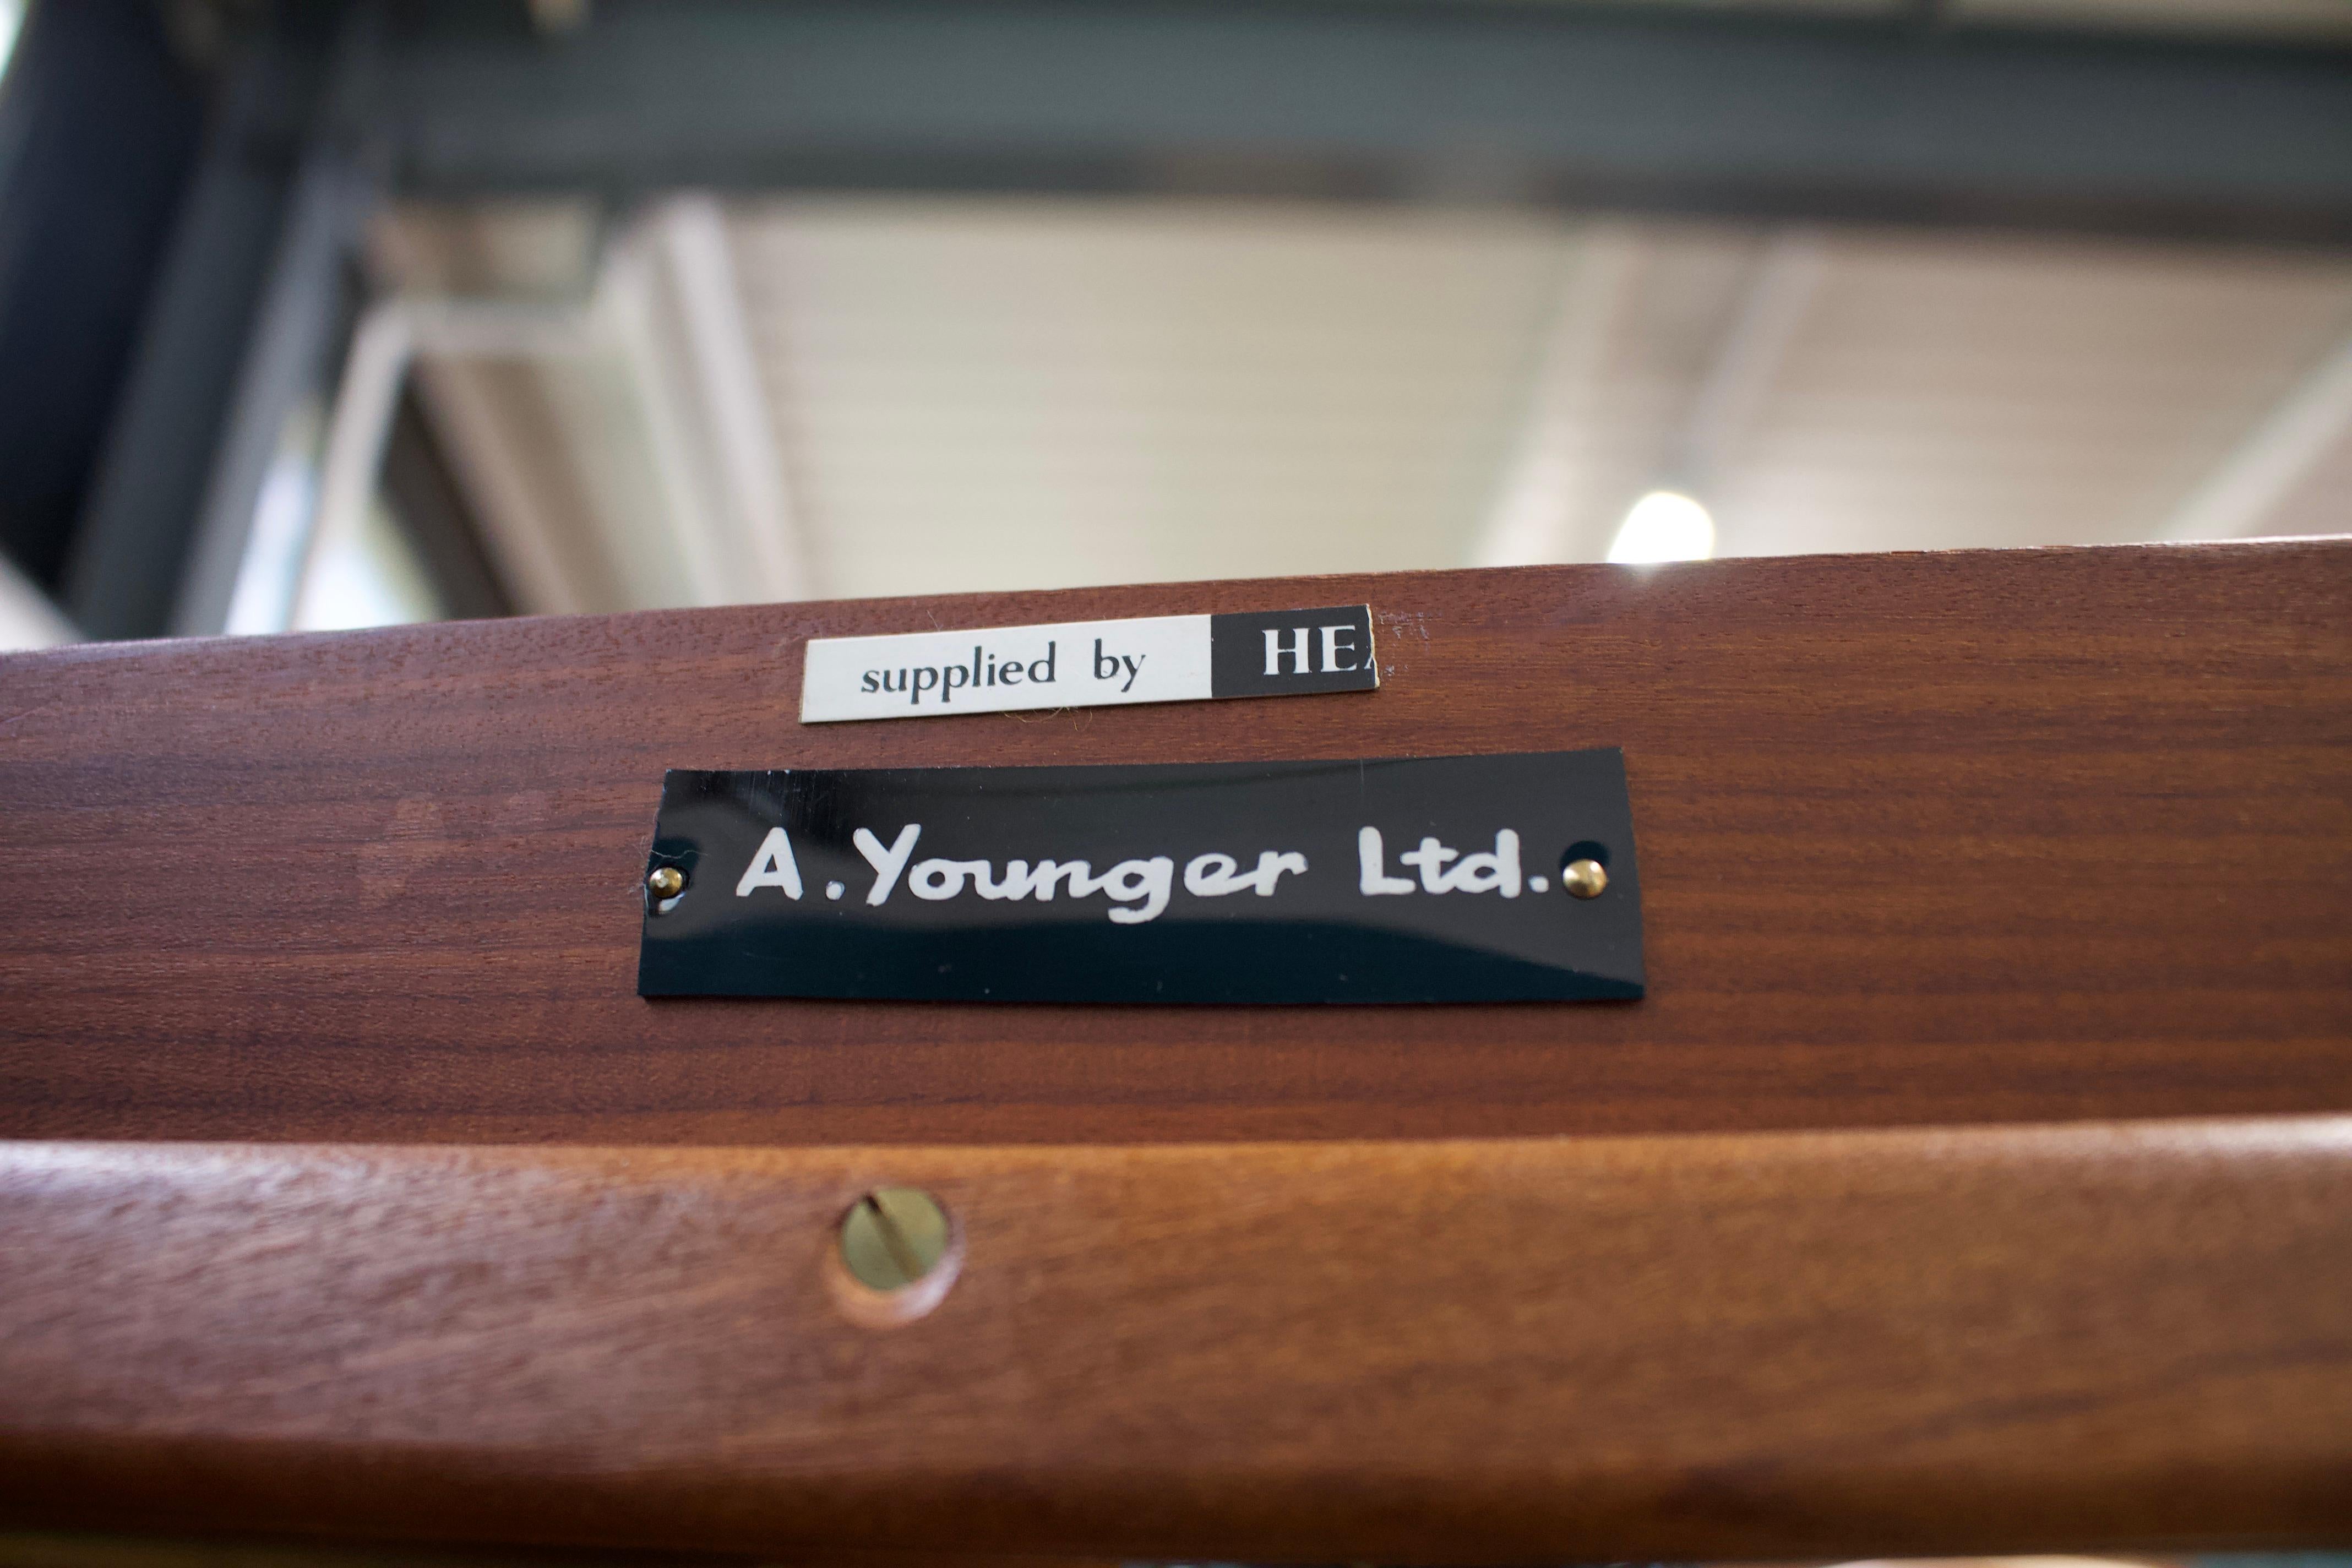 supplied by HE
A. Younger Ltd.